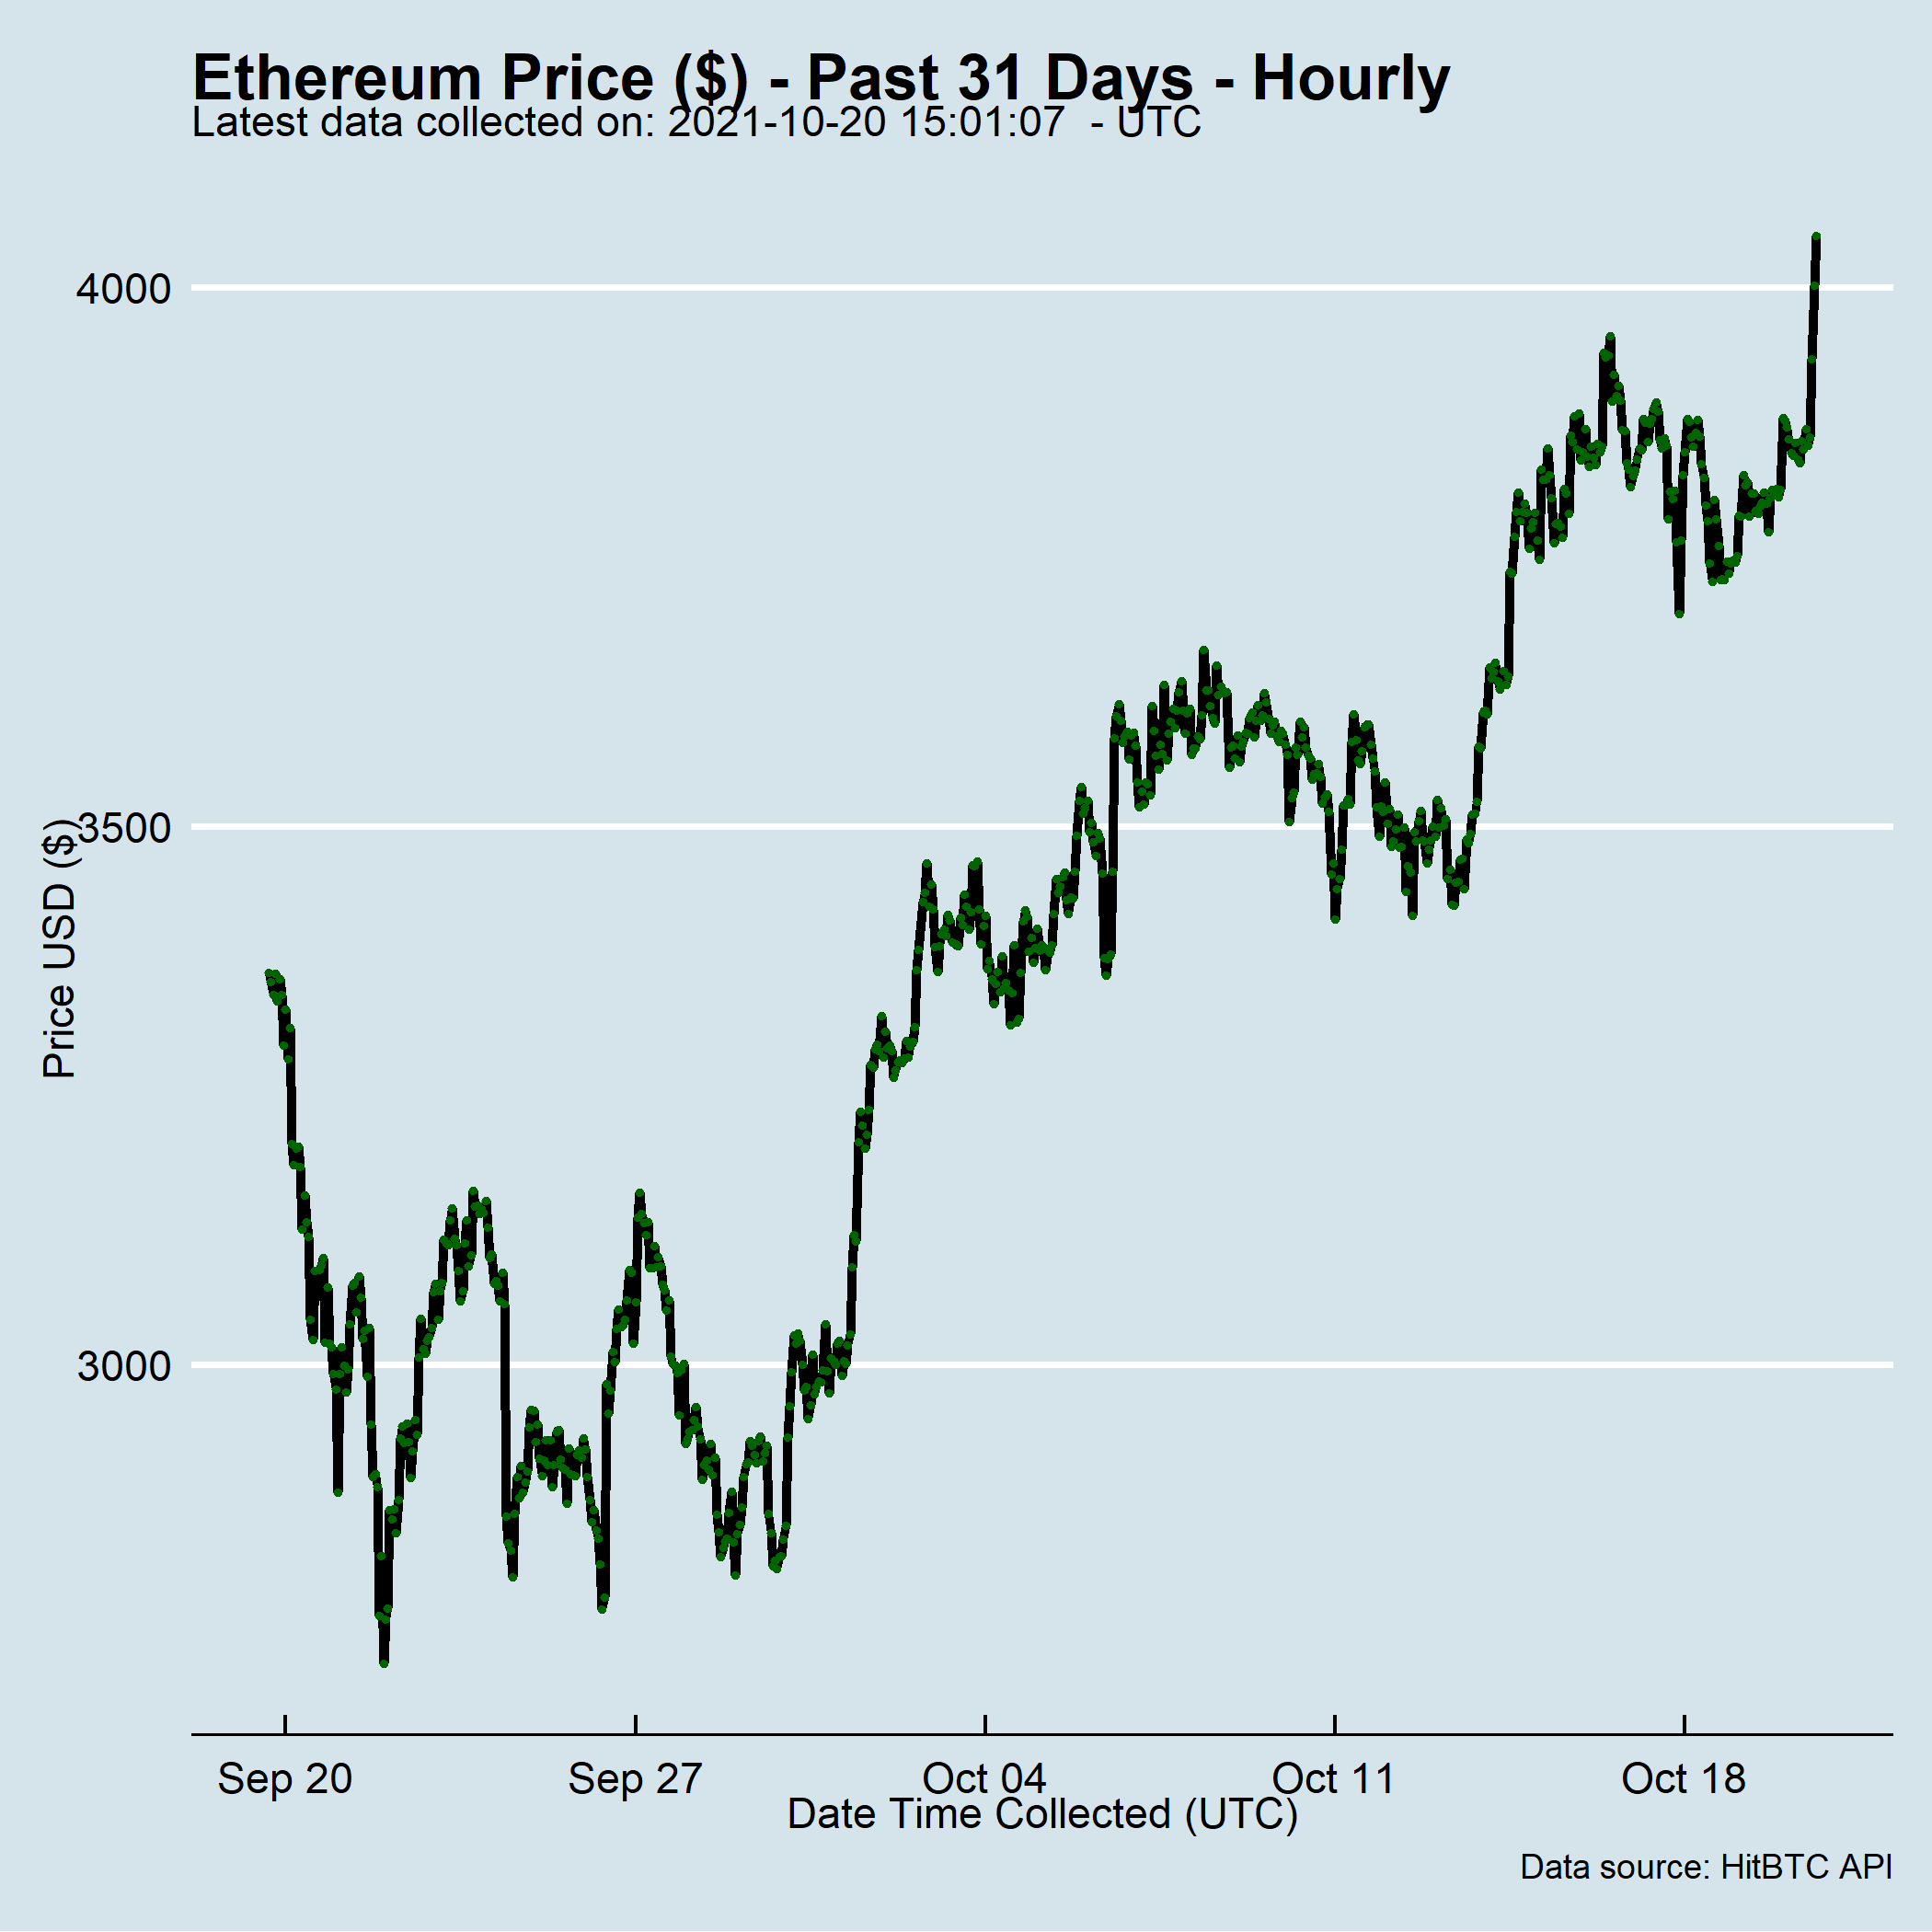 Ethereum Price ($) - Past 31 Days - Hourly
Latest data collected on: 2021-10-20 15:01:07  - UTC
4000
3500
3000
Price USD ($)
Sep 20
Sep 27
Oct 04
Oct 11
Oct 18
Date Time Collected (UTC)
Data source: HitBTC API